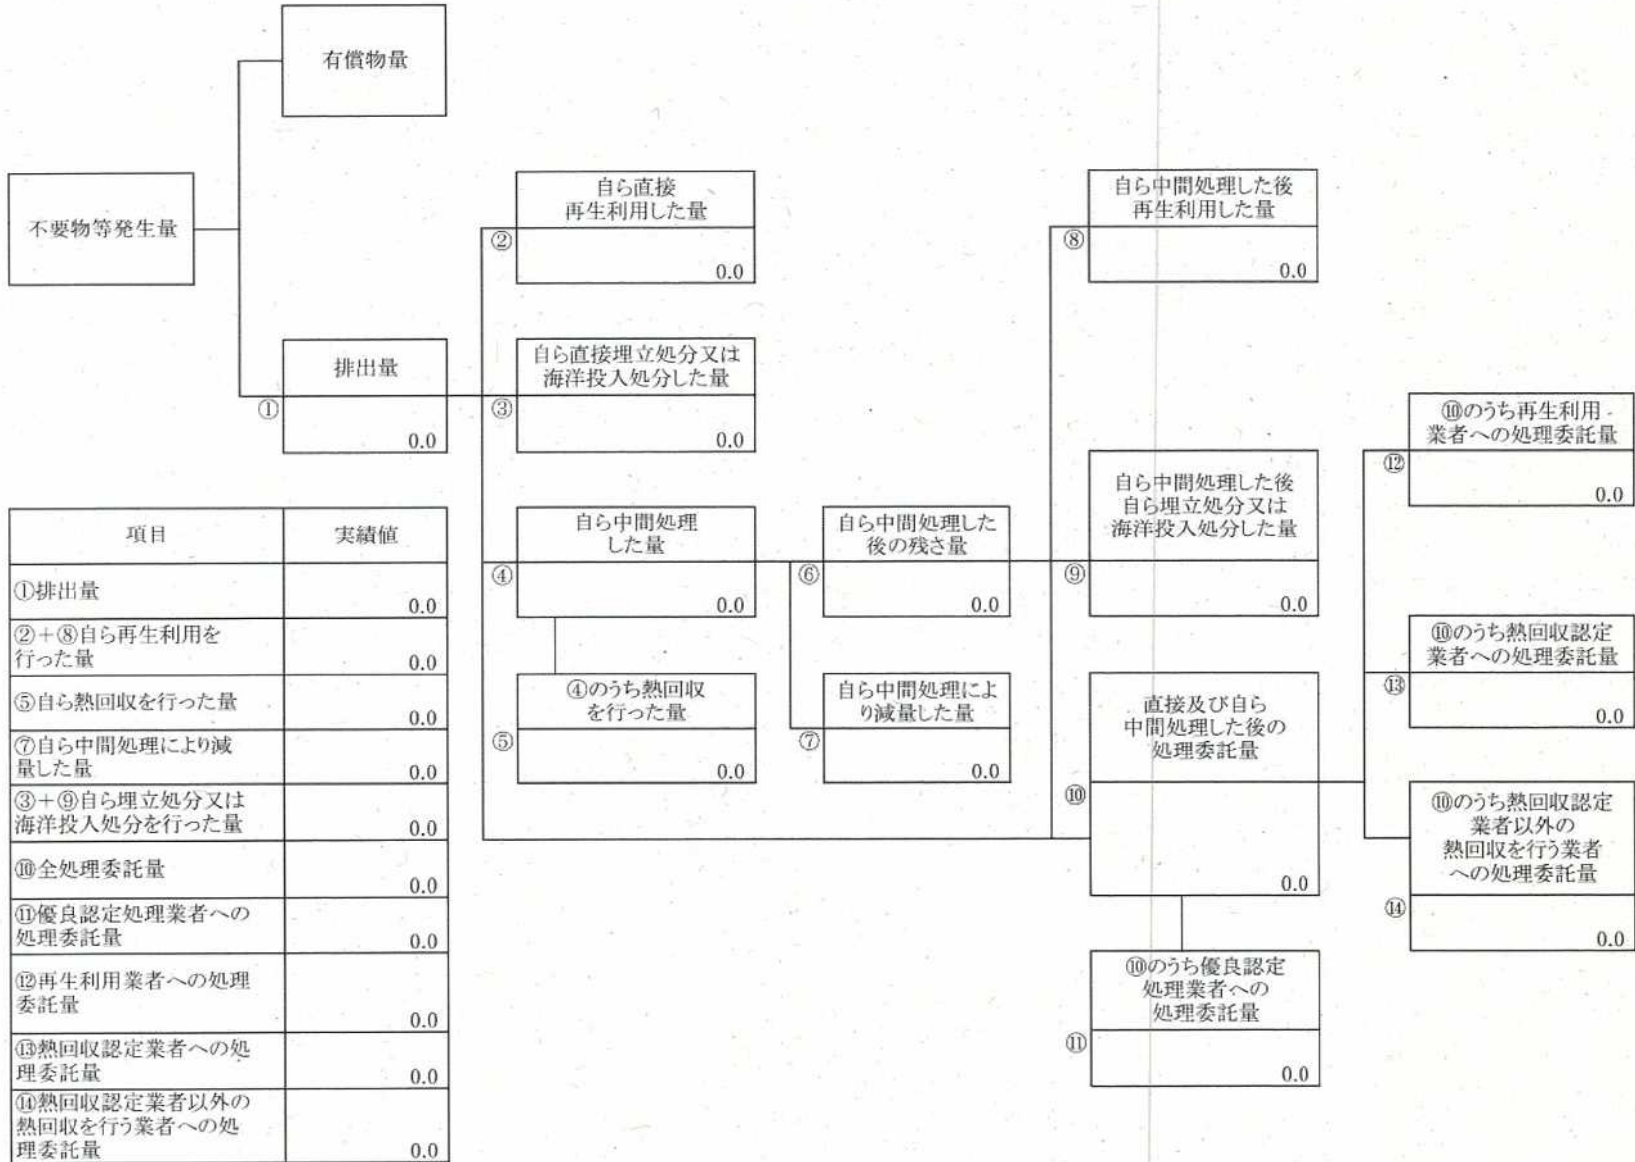 有償物量
不要物等発生量
自ら直接
再生利用した量
②
0.0
自ら中間処理した後
再生利用した量
⑧
0.0
排出量
①
0.0
自ら直接埋立処分又は
海洋投入処分した量
③
0.0
⑩のうち再生利用
業者への処理委託量
⑫
0.0
自ら中間処理
した量
④
0.0
自ら中間処理した
後の残さ量
⑥
0.0
自ら中間処理した後
自ら埋立処分又は
海洋投入処分した量
⑨
0.0
④のうち熱回収
を行った量
⑤
0.0
自ら中間処理によ
り減量した量
⑦
0.0
直接及び自ら
中間処理した後の
処理委託量
⑩
0.0
⑩のうち熱回収認定
業者への処理委託量
⑬
0.0
⑩のうち熱回収認定
業者以外の
熱回収を行う業者
への処理委託量
⑭
0.0
⑩のうち優良認定
処理業者への
処理委託量
⑪
0.0
項目 実績値
①排出量
0.0
②+⑧自ら再生利用を
行った量
0.0
⑤自ら熱回収を行った量
0.0
⑦自ら中間処理により減
量した量
0.0
③+⑨自ら埋立処分又は
海洋投入処分を行った量
0.0
⑩全処理委託量
0.0
⑪優良認定処理業者への
処理委託量
0.0
⑫再生利用業者への処理
委託量
0.0
⑬熱回収認定業者への処
理委託量
0.0
⑭熱回収認定業者以外の
熱回収を行う業者への処
理委託量
0.0